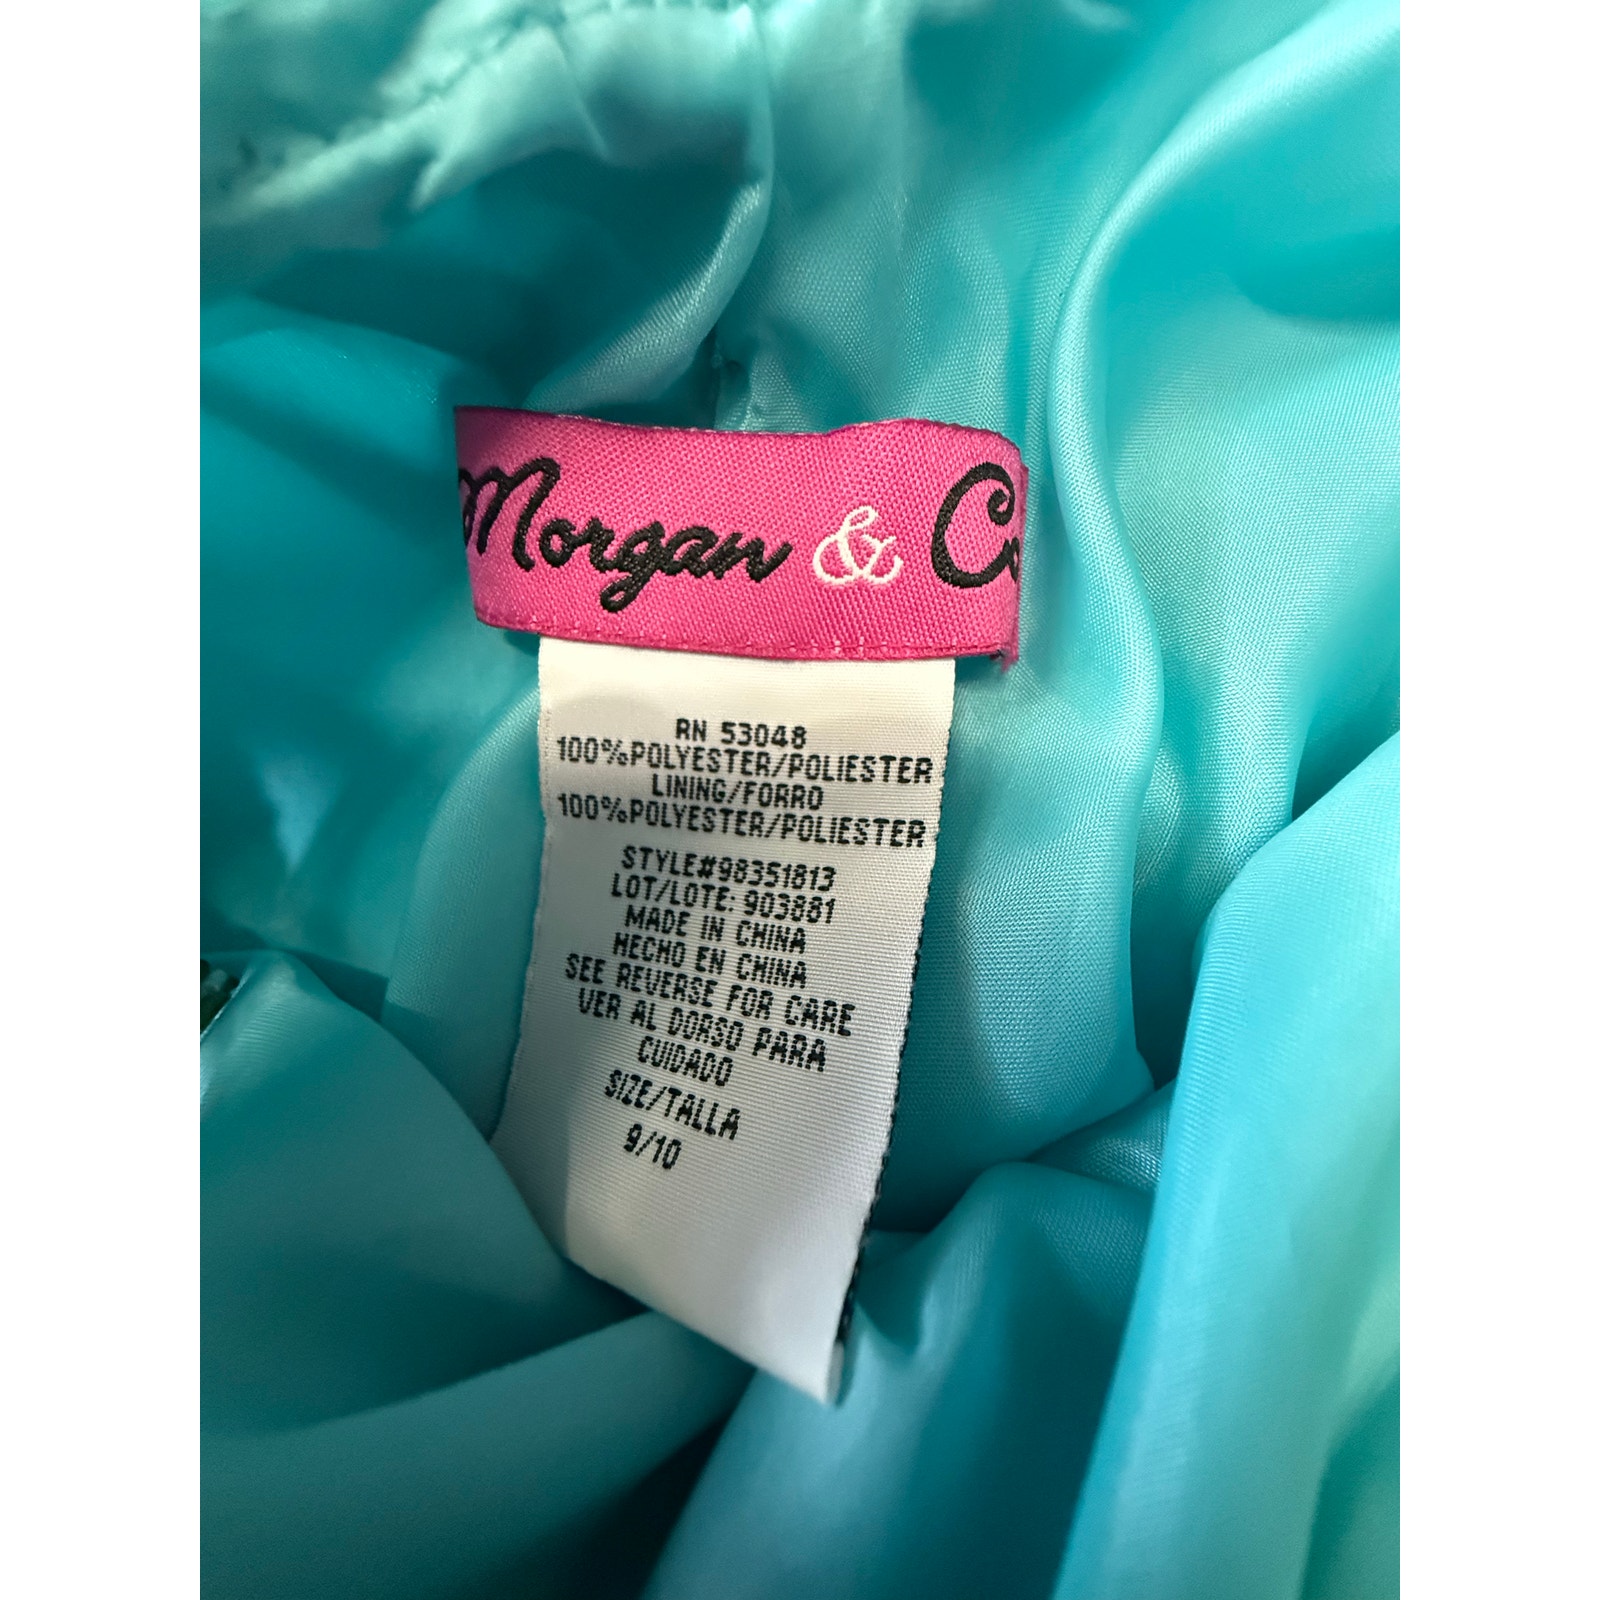 Morgan & Co
RN 53048
100%POLYESTER/POLIESTER
LINING/FORRO
100%POLYESTER/POLIESTER
STYLE#98351813
LOT/LOTE: 903881
MADE IN CHINA
HECHO EN CHINA
SEE REVERSE FOR CARE
VER AL DORSO PARA
CUIDADO
SIZE/TALLA
9/10